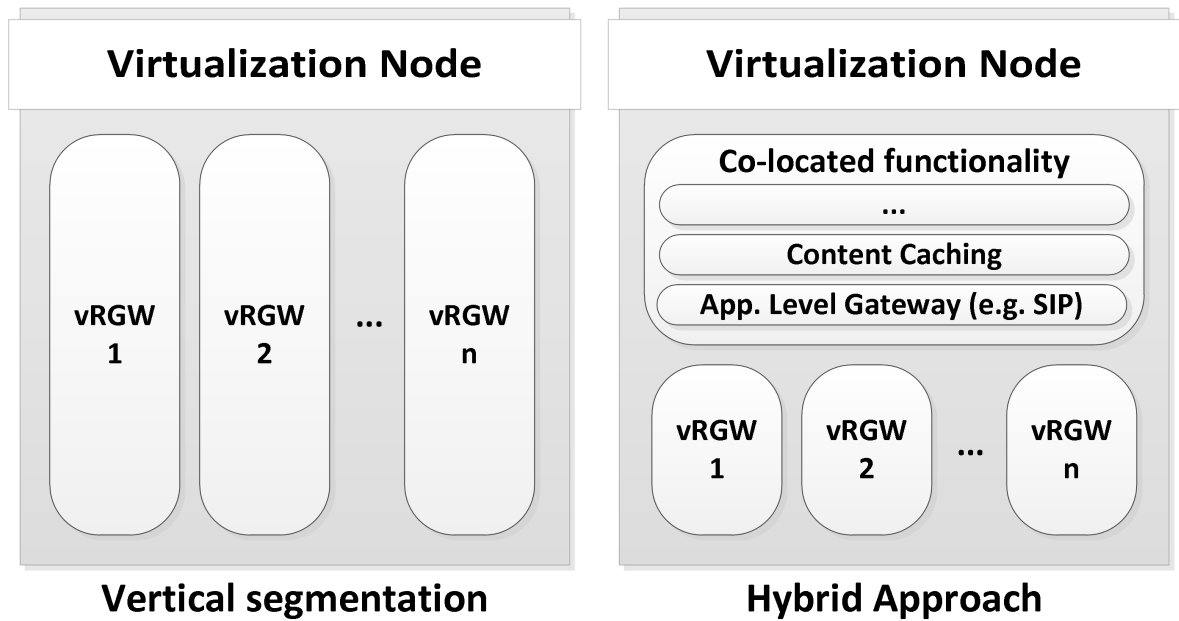 Virtualization Node
vRGW
1
vRGW
2
...
vRGW
n
Vertical segmentation
Virtualization Node
Co-located functionality
...
Content Caching
App. Level Gateway (e.g. SIP)
vRGW
1
vRGW
2
...
vRGW
n
Hybrid Approach